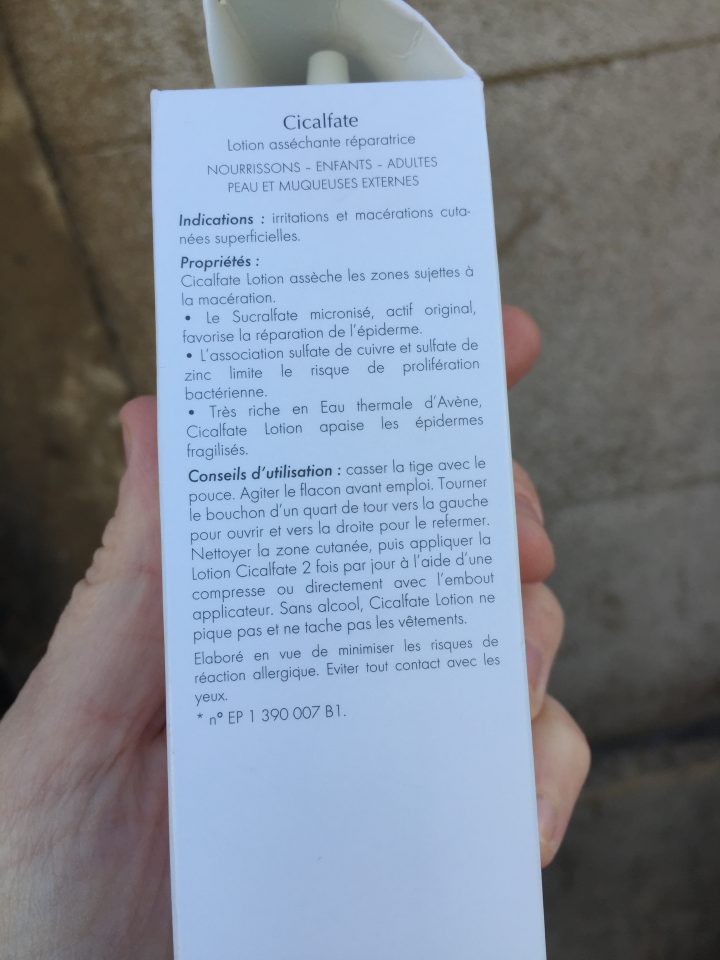 Cicalfate
Lotion asséchante réparatrice
NOURRISSONS - ENFANTS - ADULTES
PEAU ET MUQUEUSES EXTERNES
Indications : irritations et macérations cuta-
nées superficielles.
Propriétés :
Cicalfate Lotion assèche les zones sujettes à
la macération.
• Le Sucralfate micronisé, actif original,
favorise la réparation de l'épiderme.
• L'association sulfate de cuivre et sulfate de
zinc limite le risque de prolifération
bactérienne.
• Très riche en Eau thermale d'Avène,
Cicalfate Lotion apaise les épidermes
fragilisés.
Conseils d'utilisation : casser la tige avec le
pouce. Agiter le flacon avant emploi. Tourner
le bouchon d'un quart de tour vers la gauche
pour ouvrir et vers la droite pour le refermer.
Nettoyer la zone cutanée, puis appliquer la
Lotion Cicalfate 2 fois par jour à l'aide d'une
compresse ou directement avec l'embout
applicateur. Sans alcool, Cicalfate Lotion ne
pique pas et ne tache pas les vêtements.
Elaboré en vue de minimiser les risques de
réaction allergique. Eviter tout contact avec les
yeux.
* n° EP 1 390 007 B1.